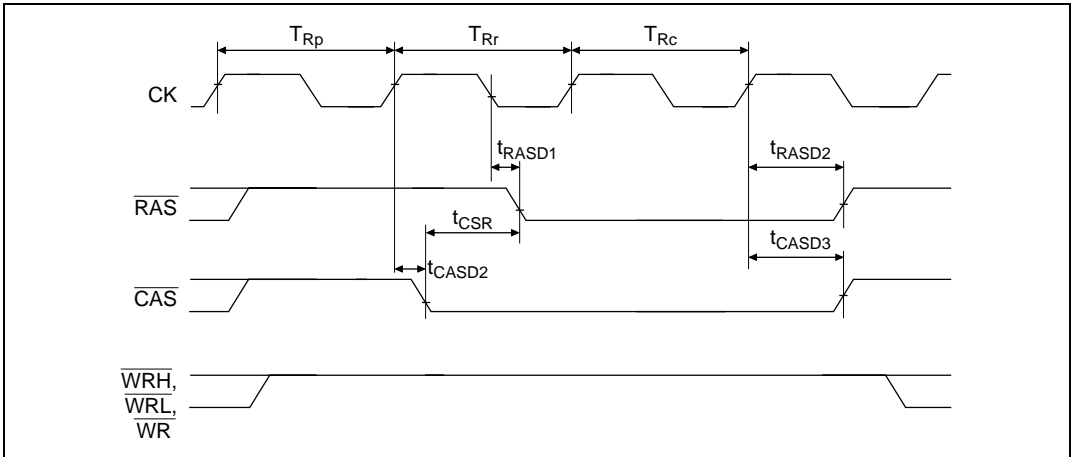 TRp TRr TRc
CK
tRASD1 tRASD2
RAS
tCSR
tCASD3
tCASD2
CAS
WRH,
WRL,
WR